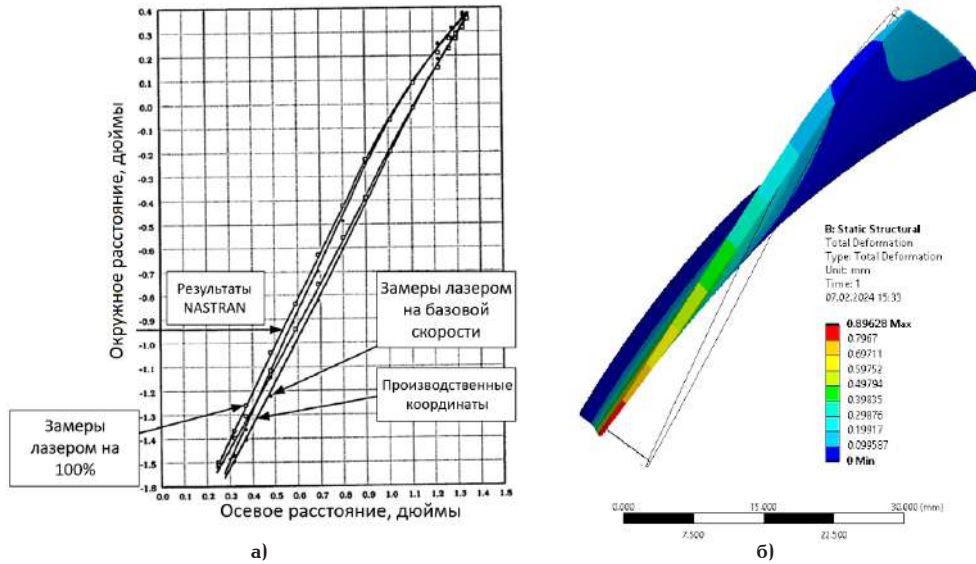 Окружное расстояние, дюймы
0.4
0.3
0.2
0.1
0.0
-0.1
-0.2
-0.3
-0.4
-0.5
-0.6
-0.7
-0.8
-0.9
-1.0
-1.1
-1.2
-1.3
-1.4
-1.5
-1.6
0.0 0.1 0.2 0.3 0.4 0.5 0.6 0.7 0.8 0.9 1.0 1.1 1.2 1.3 1.4 1.5
Осевое расстояние, дюймы
Результаты
NASTRAN
Замеры лазером
на базовой
скорости
Производственные
координаты
Замеры
лазером на
100%
а)
B: Static Structural
Total Deformation
Type: Total Deformation
Unit: mm
Time: 1
07.02.2024 15:33
0.89628 Max
0.7967
0.69711
0.59752
0.49794
0.39835
0.29876
0.19917
0.099587
0 Min
0.000 15.000 30.000 (mm)
7.500 22.500
б)